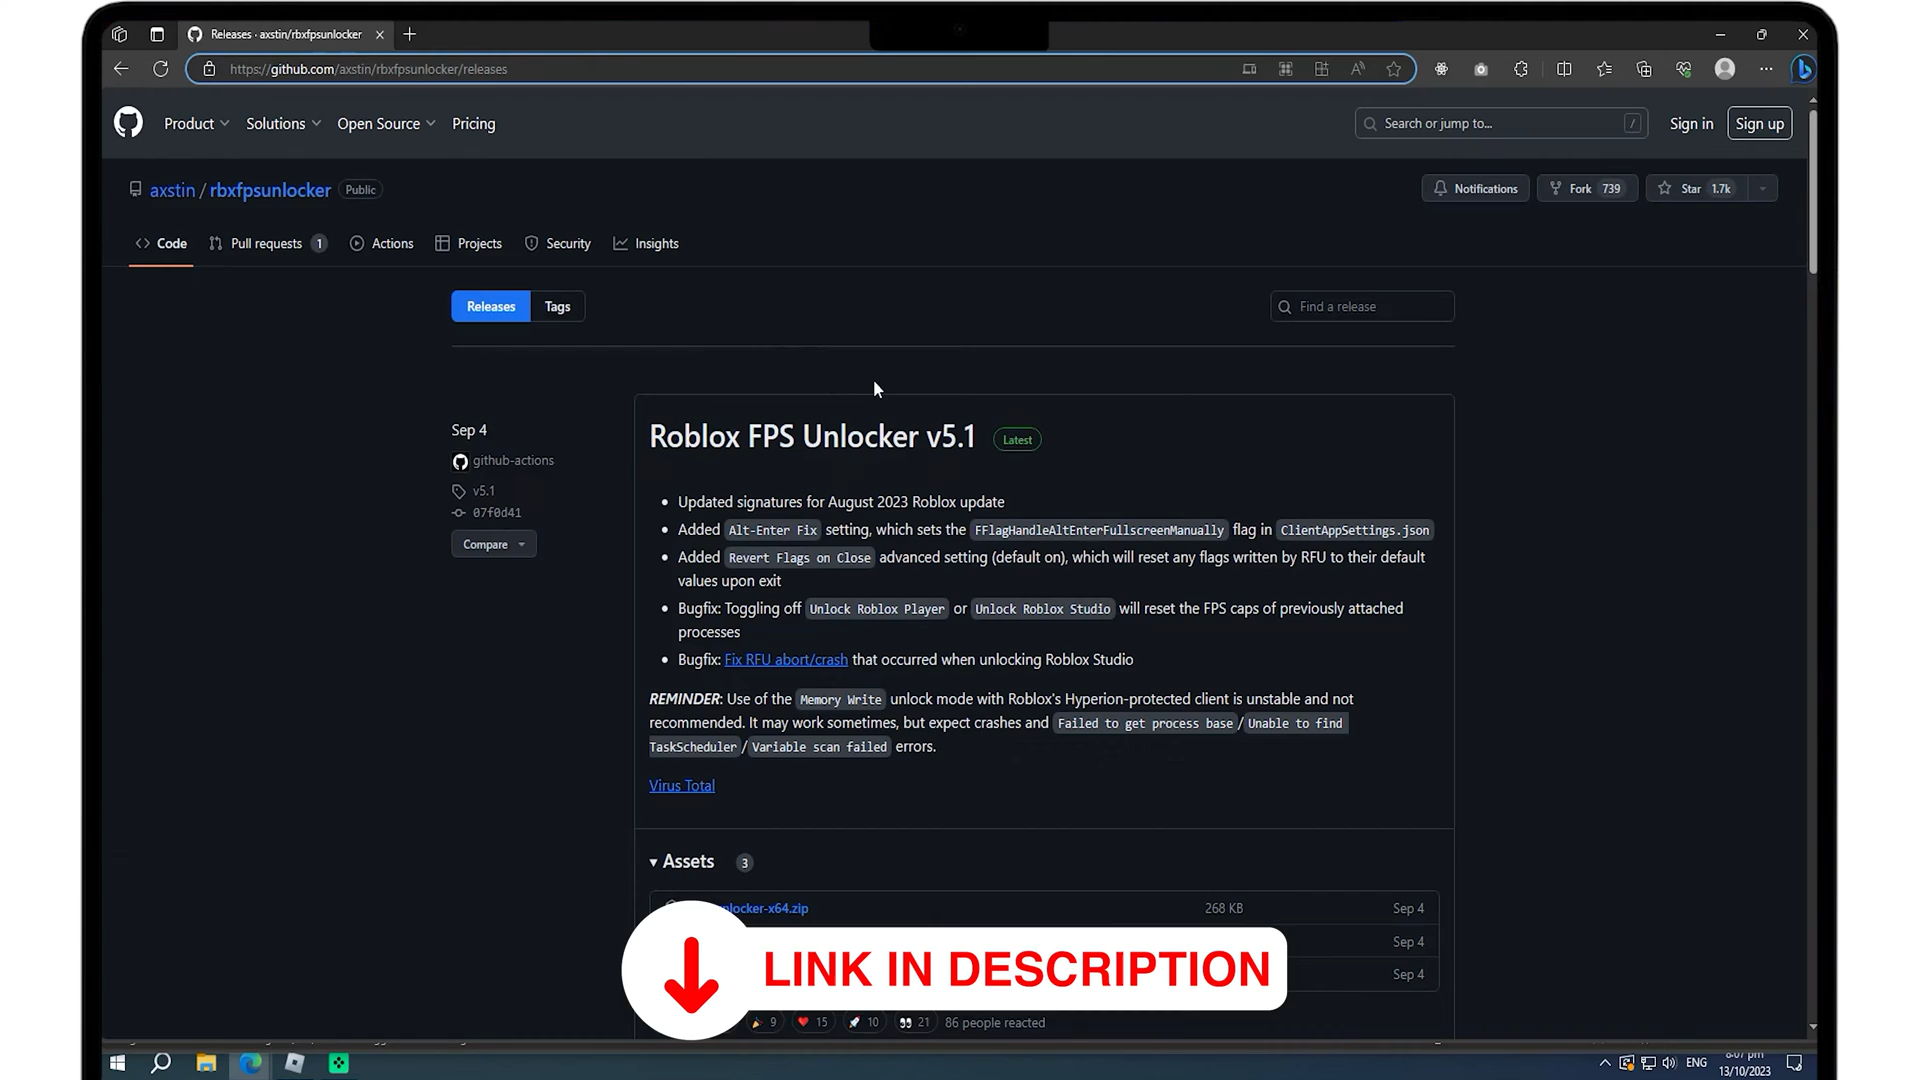 Releases · axstin/rbxfpsunlocker
https://github.com/axstin/rbxfpsunlocker/releases
Product Solutions Open Source Pricing
Search or jump to... /
Sign in Sign up
axstin / rbxfpsunlocker Public
Notifications Fork 739 Star 1.7k
Code Pull requests 1 Actions Projects Security Insights
Releases Tags
Find a release
Sep 4
github-actions
v5.1
07f0d41
Compare
Roblox FPS Unlocker v5.1 Latest
• Updated signatures for August 2023 Roblox update
• Added Alt-Enter Fix setting, which sets the FFlagHandleAltEnterFullscreenManually flag in ClientAppSettings.json
• Added Revert Flags on Close advanced setting (default on), which will reset any flags written by RFU to their default
values upon exit
• Bugfix: Toggling off Unlock Roblox Player or Unlock Roblox Studio will reset the FPS caps of previously attached
processes
• Bugfix: Fix RFU abort/crash that occurred when unlocking Roblox Studio
REMINDER: Use of the Memory Write unlock mode with Roblox's Hyperion-protected client is unstable and not
recommended. It may work sometimes, but expect crashes and Failed to get process base/Unable to find
TaskScheduler/Variable scan failed errors.
Virus Total
Assets 3
nlocker-x64.zip 268 KB Sep 4
Sep 4
Sep 4
LINK IN DESCRIPTION
9 15 10 21 86 people reacted
ENG
8:07 pm
13/10/2023